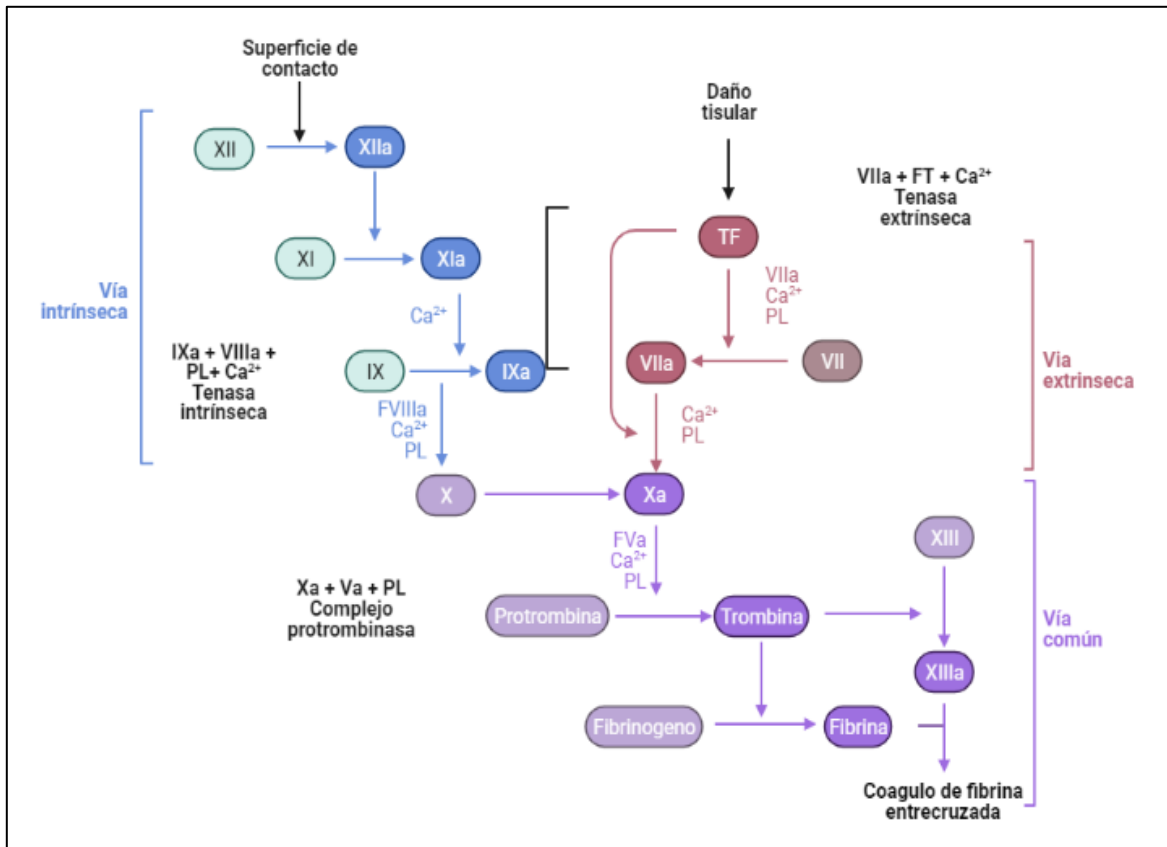 Superficie de
contacto
XII
XIIa
XI
XIa
Ca²⁺
IX
IXa
FVIIIa
Ca²⁺
PL
Vía
intrínseca
IXa + VIIIa +
PL+ Ca²⁺
Tenasa
intrínseca
Daño
tisular
VIIa + FT + Ca²⁺
Tenasa
extrínseca
TF
VIIa
Ca²⁺
PL
VIIa
VII
Ca²⁺
PL
Via
extrinseca
X
Xa
FVa
Ca²⁺
PL
XIII
Xa + Va + PL
Complejo
protrombinasa
Protrombina
Trombina
Vía
común
XIIIa
Fibrinogeno
Fibrina
Coagulo de fibrina
entrecruzada